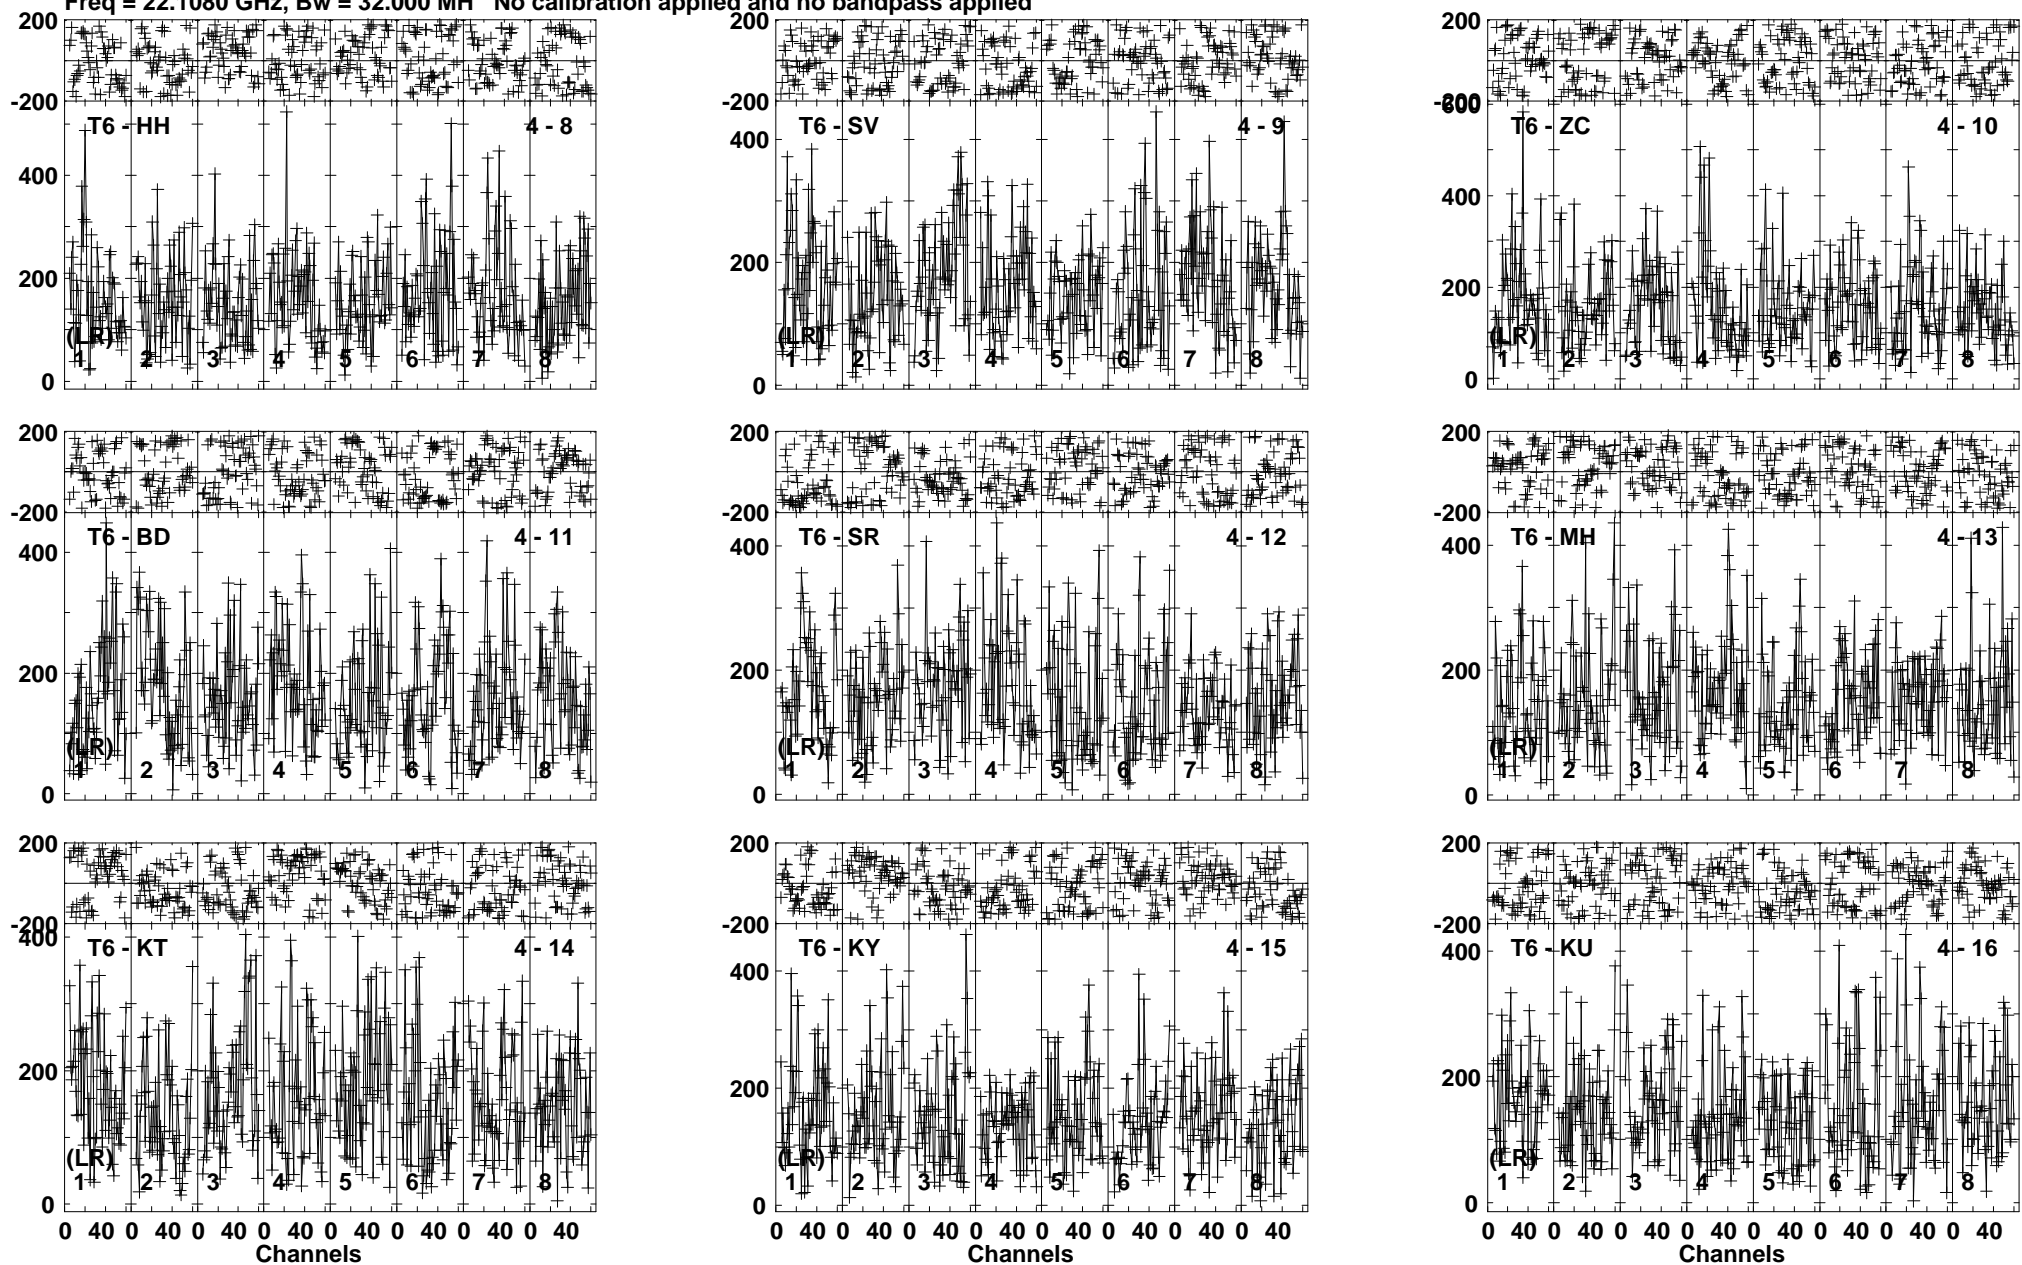 Freq = 22.1080 GHz, Bw = 32.000 MH No calibration applied and no bandpass applied
200 200 200
-200 -200 -200
600
T6 - HH 4 - 8 T6 - SV 4 - 9 T6 - ZC 4 - 10
400 400 400
200 200 200
(LR) (LR) (LR)
1 2 3 4 5 6 7 8 1 2 3 4 5 6 7 8 1 2 3 4 5 6 7 8
0 0 0
200 200 200
-200 -200 -200
T6 - BD 4 - 11 T6 - SR 4 - 12 T6 - MH 4 - 13
400 400 400
200 200 200
(LR) (LR) (LR)
1 2 3 4 5 6 7 8 1 2 3 4 5 6 7 8 1 2 3 4 5 6 7 8
0 0 0
200 200 200
-200 -200 -200
400
T6 - KT 4 - 14 T6 - KY 4 - 15 T6 - KU 4 - 16
400 400
200 200 200
(LR) (LR) (LR)
1 2 3 4 5 6 7 8 1 2 3 4 5 6 7 8 1 2 3 4 5 6 7 8
0 0 0
0 40 0 40 0 40 0 40 0 40 0 40 0 40 0 40 0 40 0 40 0 40 0 40 0 40 0 40 0 40 0 40 0 40 0 40 0 40 0 40 0 40 0 40 0 40 0 40
Channels Channels Channels